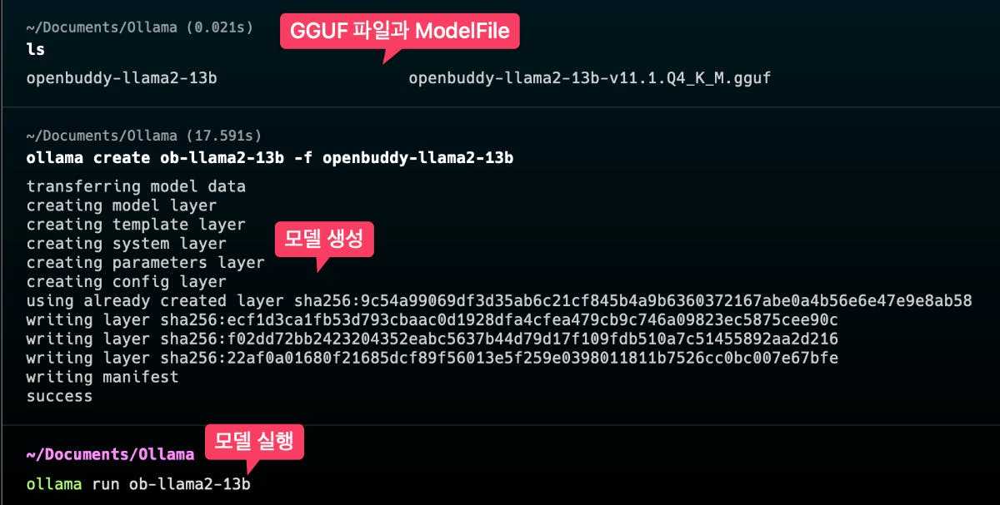 ~/Documents/Ollama (0.021s)
GGUF 파일과 ModelFile
ls
openbuddy-llama2-13b openbuddy-llama2-13b-v11.1.Q4_K_M.gguf
~/Documents/Ollama (17.591s)
ollama create ob-llama2-13b -f openbuddy-llama2-13b
transferring model data
creating model layer
creating template layer
creating system layer
모델 생성
creating parameters layer
creating config layer
using already created layer sha256:9c54a99069df3d35ab6c21cf845b4a9b6360372167abe0a4b56e6e47e9e8ab58
writing layer sha256:ecf1d3ca1fb53d793cbaac0d1928dfa4cfea479cb9c746a09823ec5875cee90c
writing layer sha256:f02dd72bb2423204352eabc5637b44d79d17f109fdb510a7c51455892aa2d216
writing layer sha256:22af0a01680f21685dcf89f56013e5f259e0398011811b7526cc0bc007e67bfe
writing manifest
success
모델 실행
~/Documents/Ollama
ollama run ob-llama2-13b